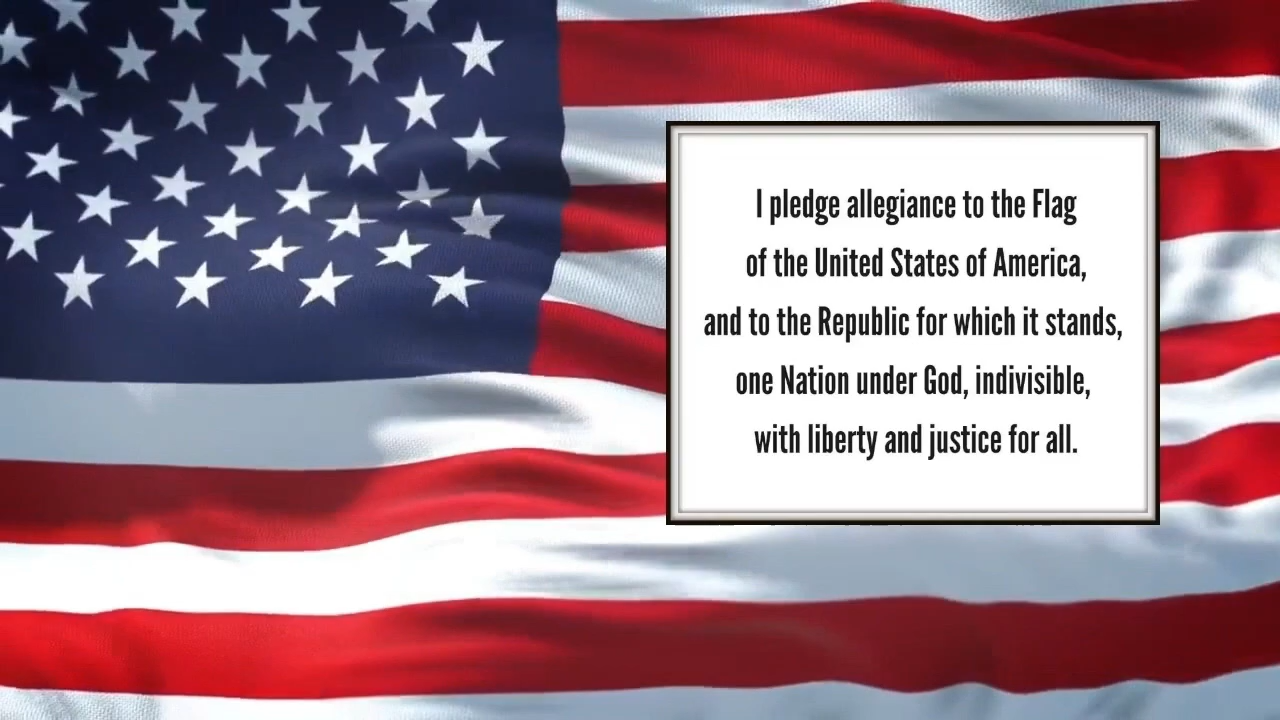 I pledge allegiance to the Flag
of the United States of America,
and to the Republic for which it stands,
one Nation under God, indivisible,
with liberty and justice for all.